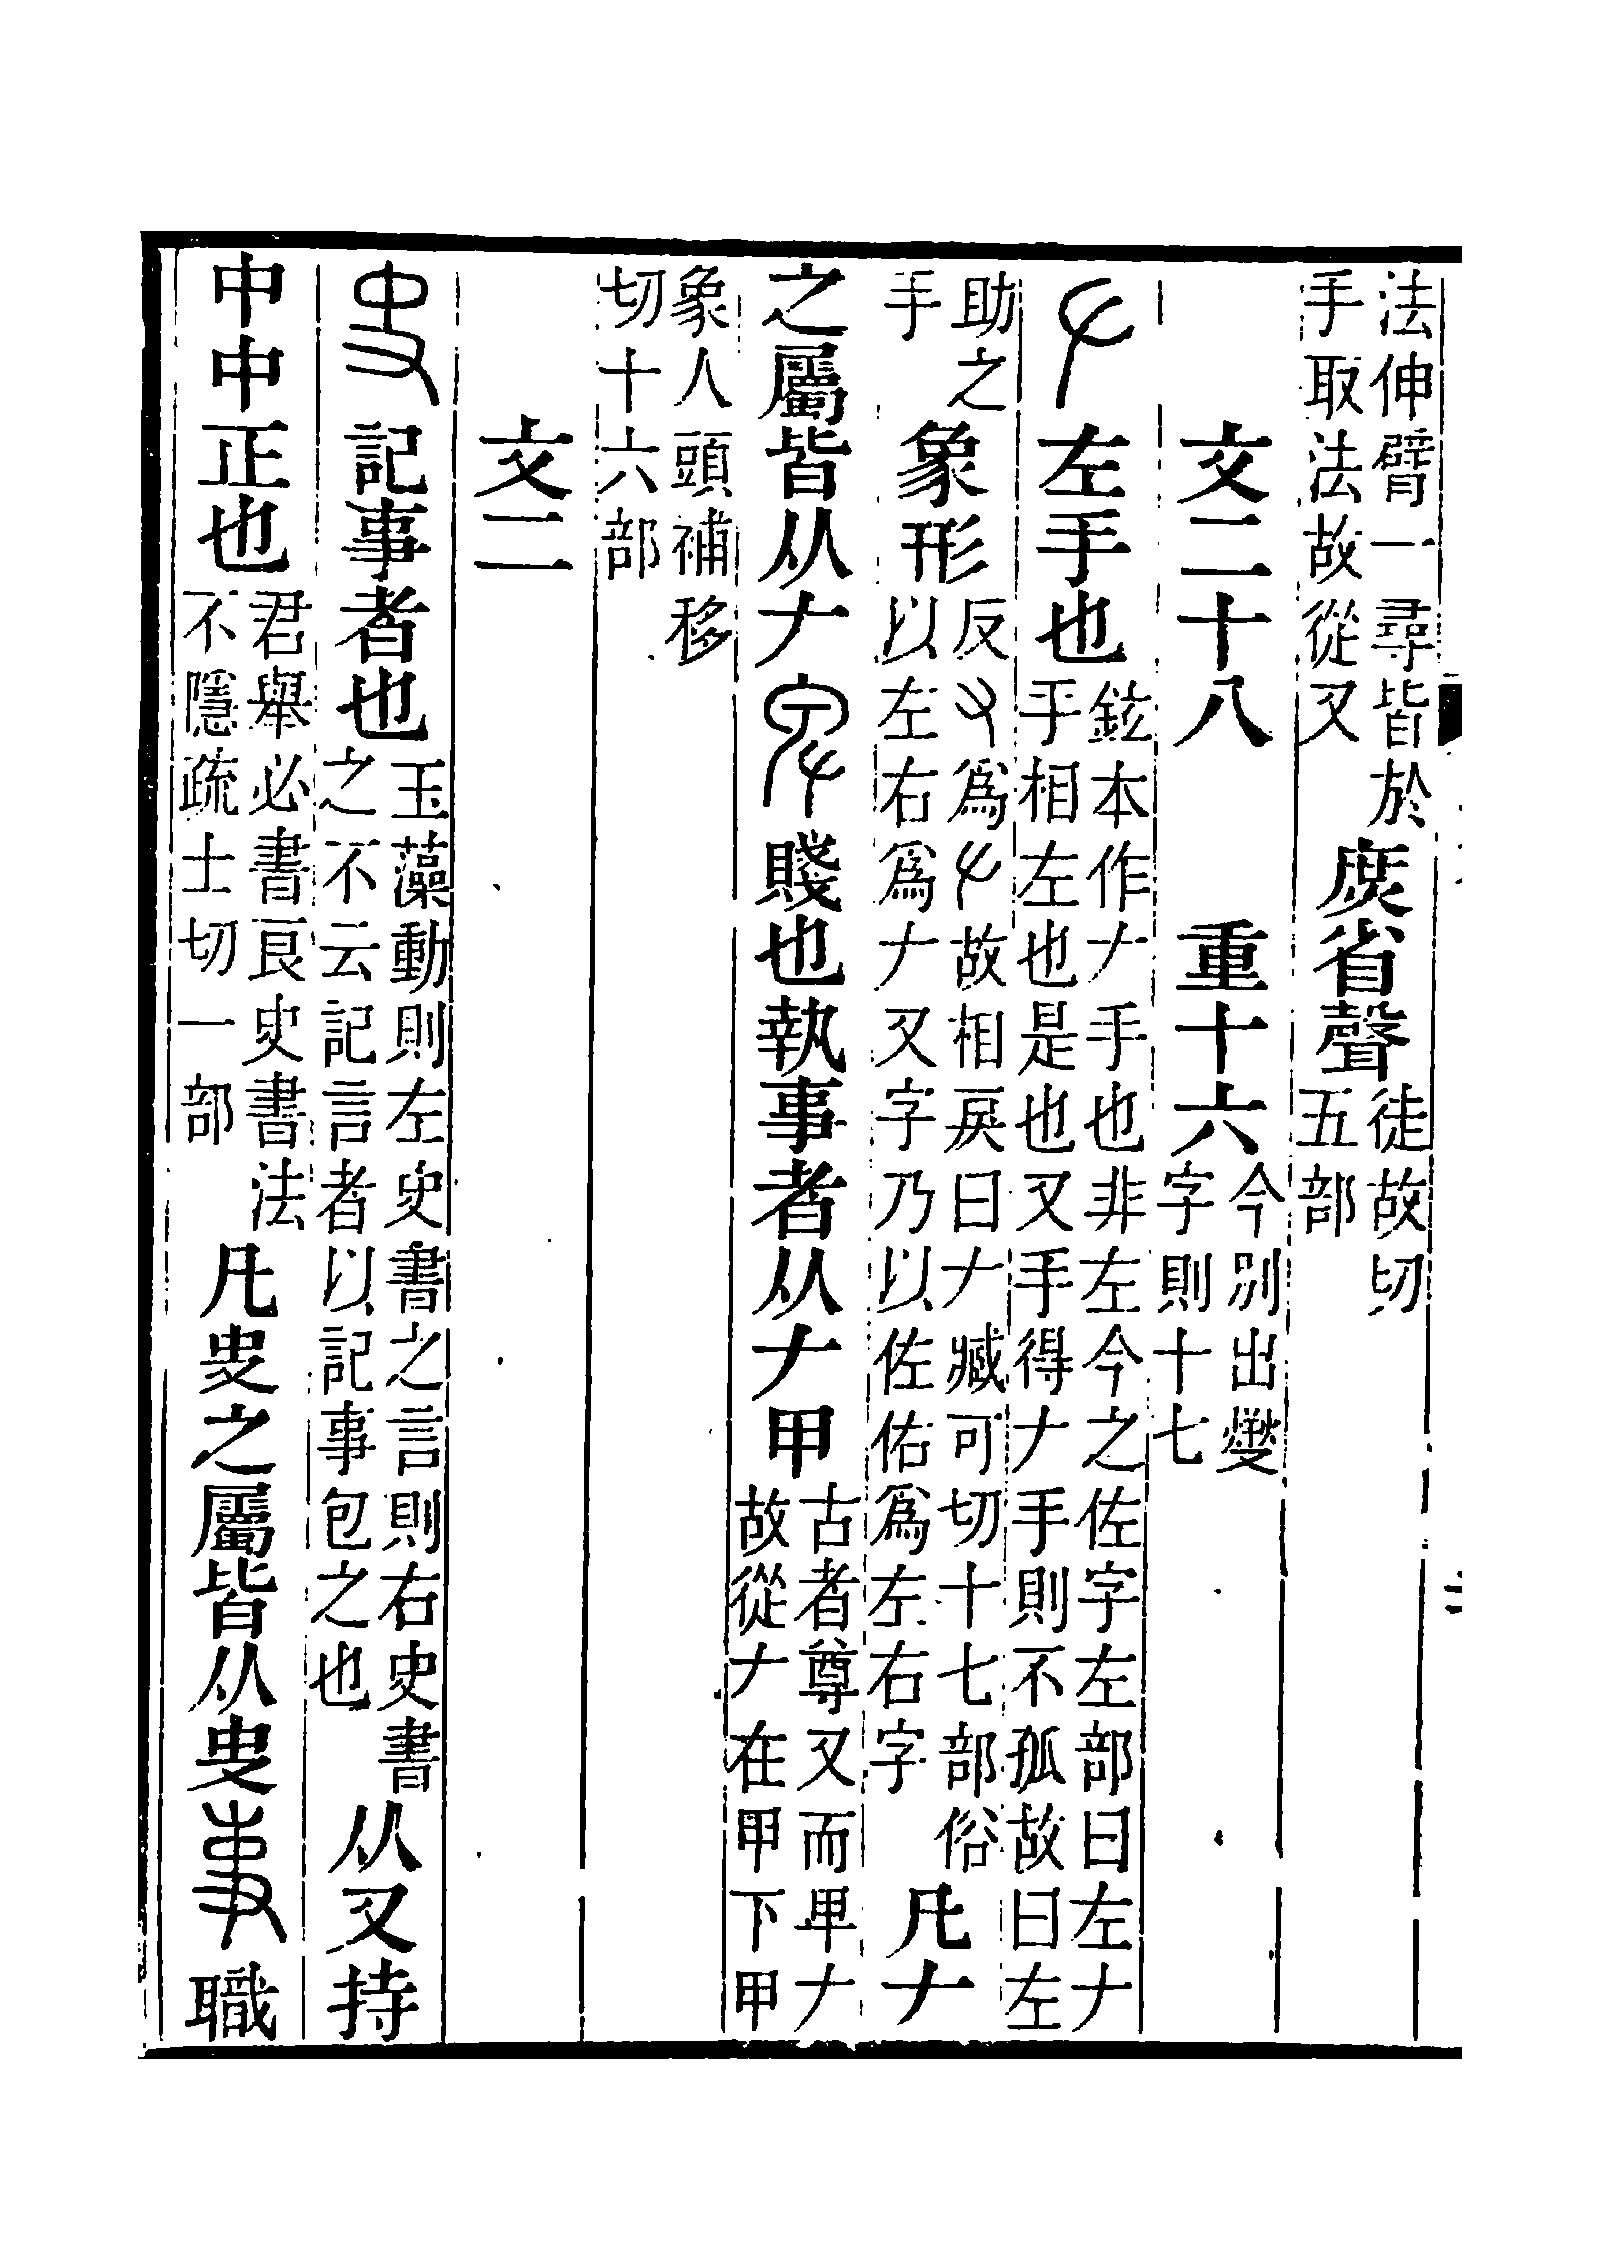 法伸臂一尋皆於
手取法故從又
庹省聲
徒故切
五部
文二十八　重十六
今別出㸐
字則十七
𠂇
左手也
鉉本作𠂇手也非左今之佐字左部曰左𠂇
手相左也是也又手得𠂇手則不孤故曰左
助之
手
象形
反又爲𠂇故相戾曰𠂇臧可切十七部俗
以左右爲𠂇又字乃以佐佑爲左右字
凡𠂇
之屬皆从𠂇
卑
賤也執事者从𠂇甲
古者尊又而卑𠂇
故從𠂇在甲下甲
象人頭補移
切十六部
文二
史
記事者也
玉藻動則左史書之言則右史書
之不云記言者以記事包之也
从又持
中中正也
君舉必書良史書法
不隱疏士切一部
凡㕜之屬皆从㕜
事
職